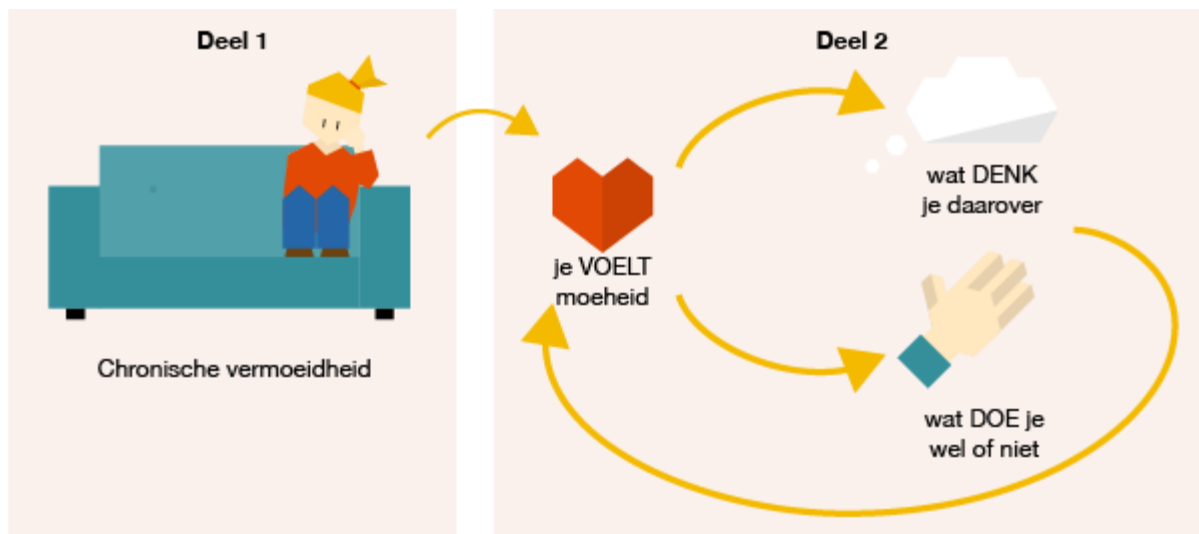 Deel 1
Chronische vermoeidheid
Deel 2
je VOELT
moeheid
wat DENK
je daarover
wat DOE je
wel of niet